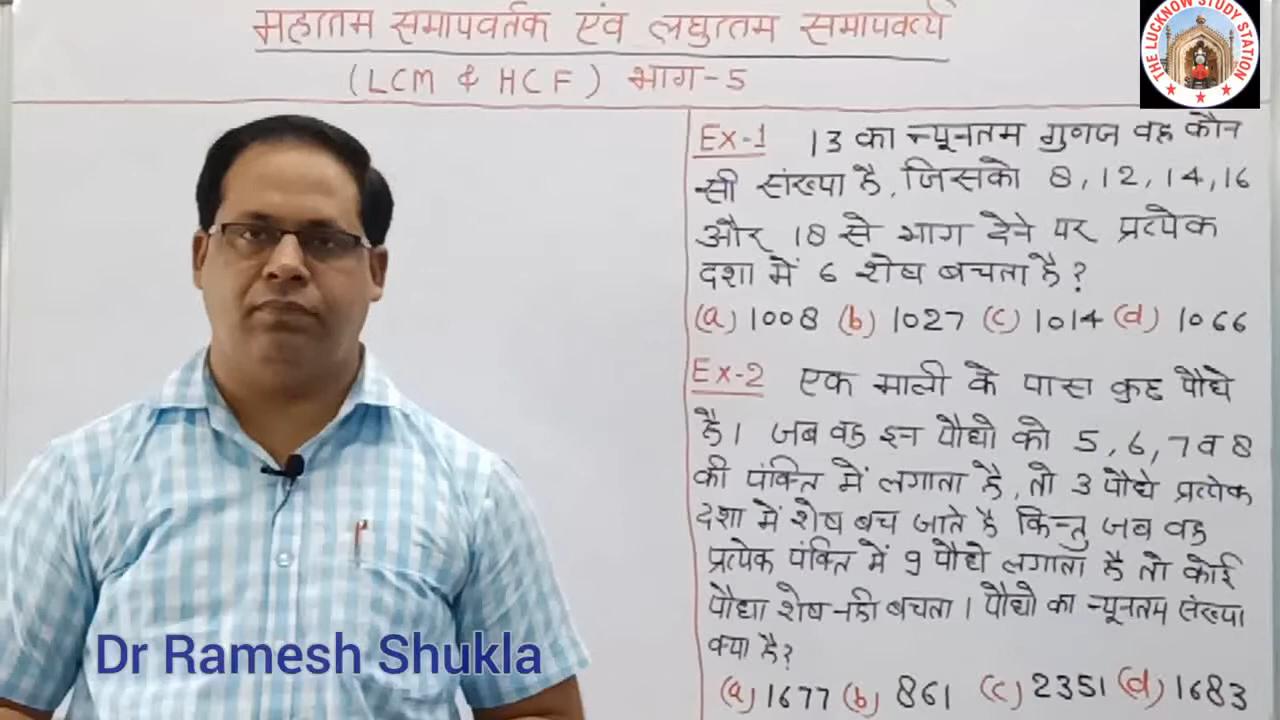 महात्तम समापवर्तक एवं लघुत्तम समापवर्त्य
(LCM & HCF) भाग-5
THE LUCKNOW STUDY STATION
Ex-1 13 का न्यूनतम गुणज वह कौन
सी संख्या है, जिसको 8, 12, 14, 16
और 18 से भाग देने पर प्रत्येक
दशा में 6 शेष बचता है?
(a) 1008 (b) 1027 (c) 1014 (d) 1066
Ex-2 एक माली के पास कुछ पौधे
है। जब वह इन पौधो को 5, 6, 7 व 8
की पंक्ति में लगाता है, तो 3 पौधे प्रत्येक
दशा में शेष बच जाते है किन्तु जब वह
प्रत्येक पंक्ति में 9 पौधे लगाता है तो कोई
पौधा शेष नही बचता। पौधो का न्यूनतम संख्या
क्या है?
(a) 1677 (b) 861 (c) 2351 (d) 1683
Dr Ramesh Shukla